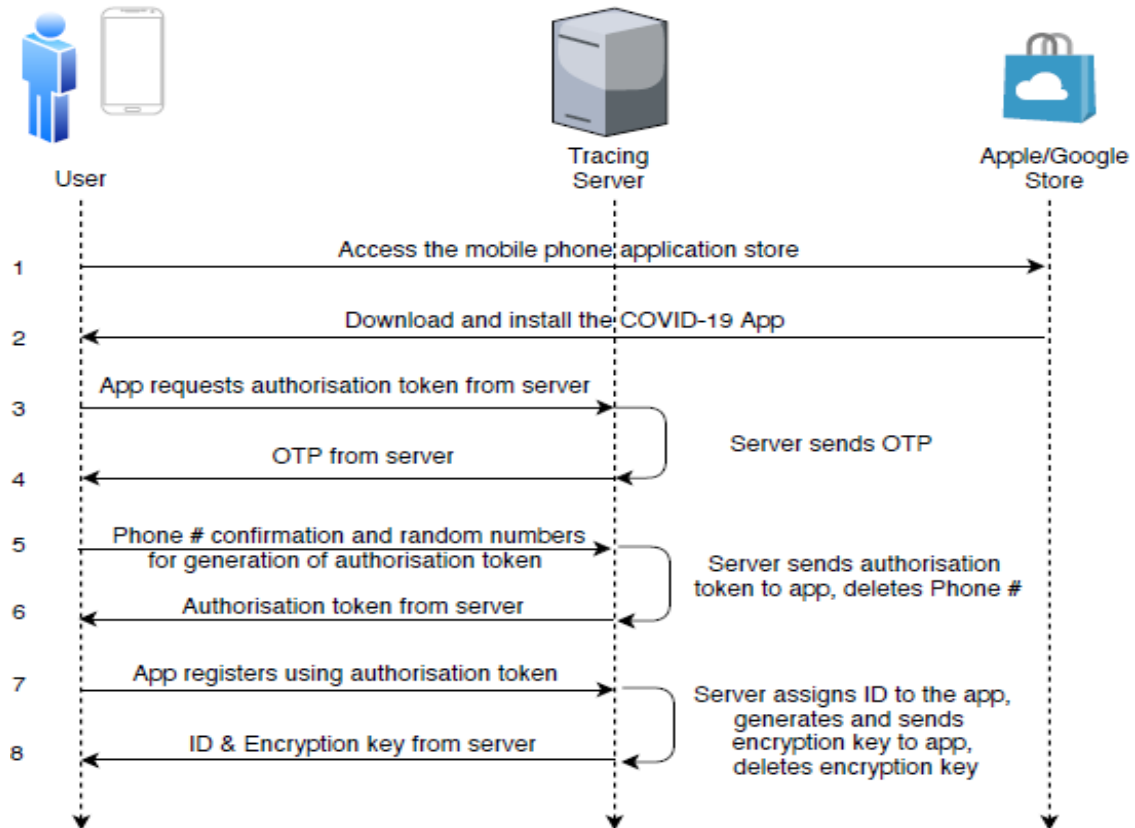 User
Tracing
Server
Apple/Google
Store
1
Access the mobile phone application store
2
Download and install the COVID-19 App
3
App requests authorisation token from server
Server sends OTP
4
OTP from server
5
Phone # confirmation and random numbers
for generation of authorisation token
Server sends authorisation
token to app, deletes Phone #
6
Authorisation token from server
7
App registers using authorisation token
Server assigns ID to the app,
generates and sends
encryption key to app,
deletes encryption key
8
ID & Encryption key from server